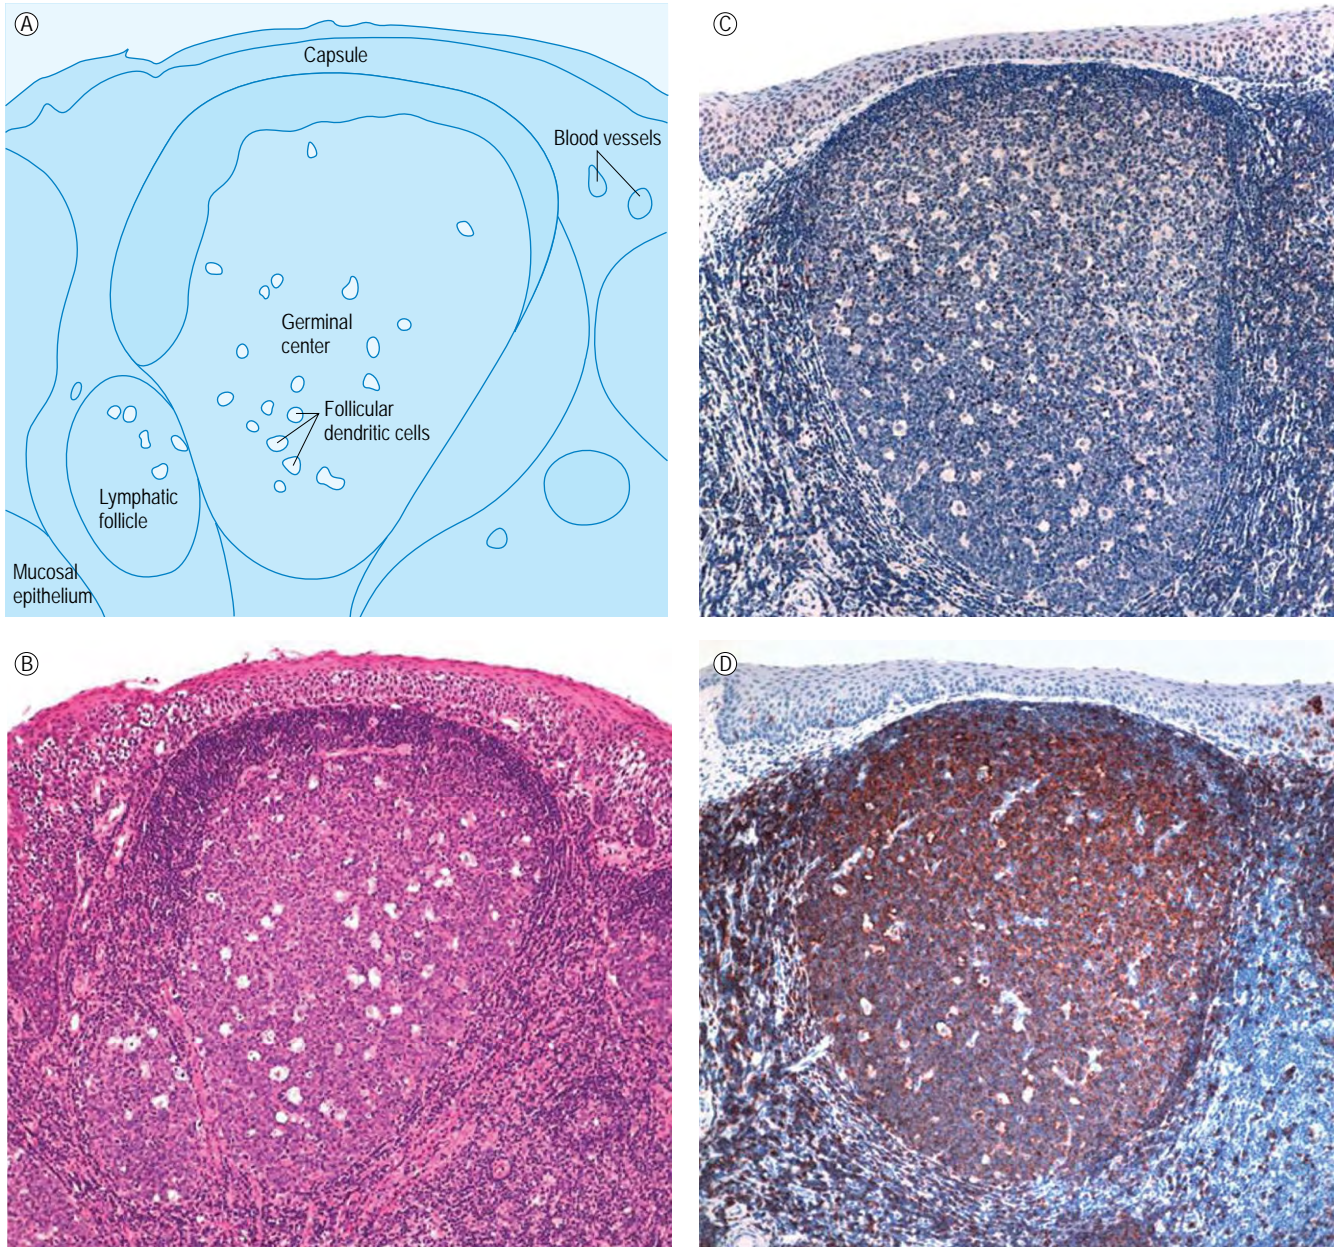 A
Capsule
Blood vessels
Germinal
center
Follicular
dendritic cells
Lymphatic
follicle
Mucosal
epithelium
C
B
D